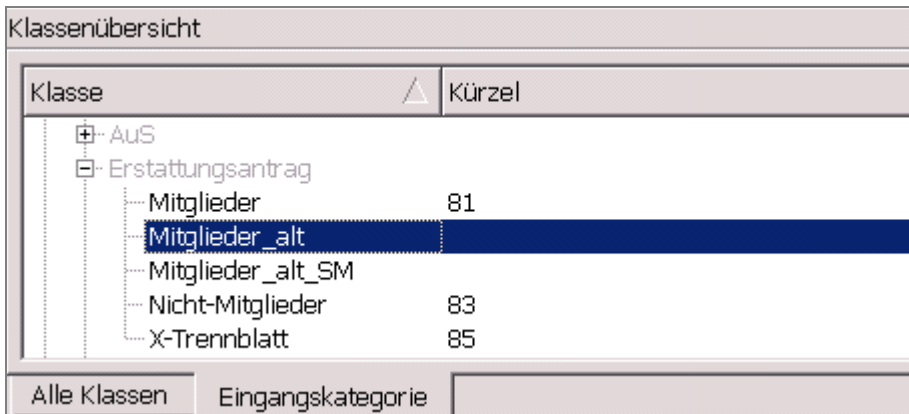 Klassenübersicht
Klasse Kürzel
AuS
Erstattungsantrag
Mitglieder 81
Mitglieder_alt
Mitglieder_alt_SM
Nicht-Mitglieder 83
X-Trennblatt 85
Alle Klassen Eingangskategorie